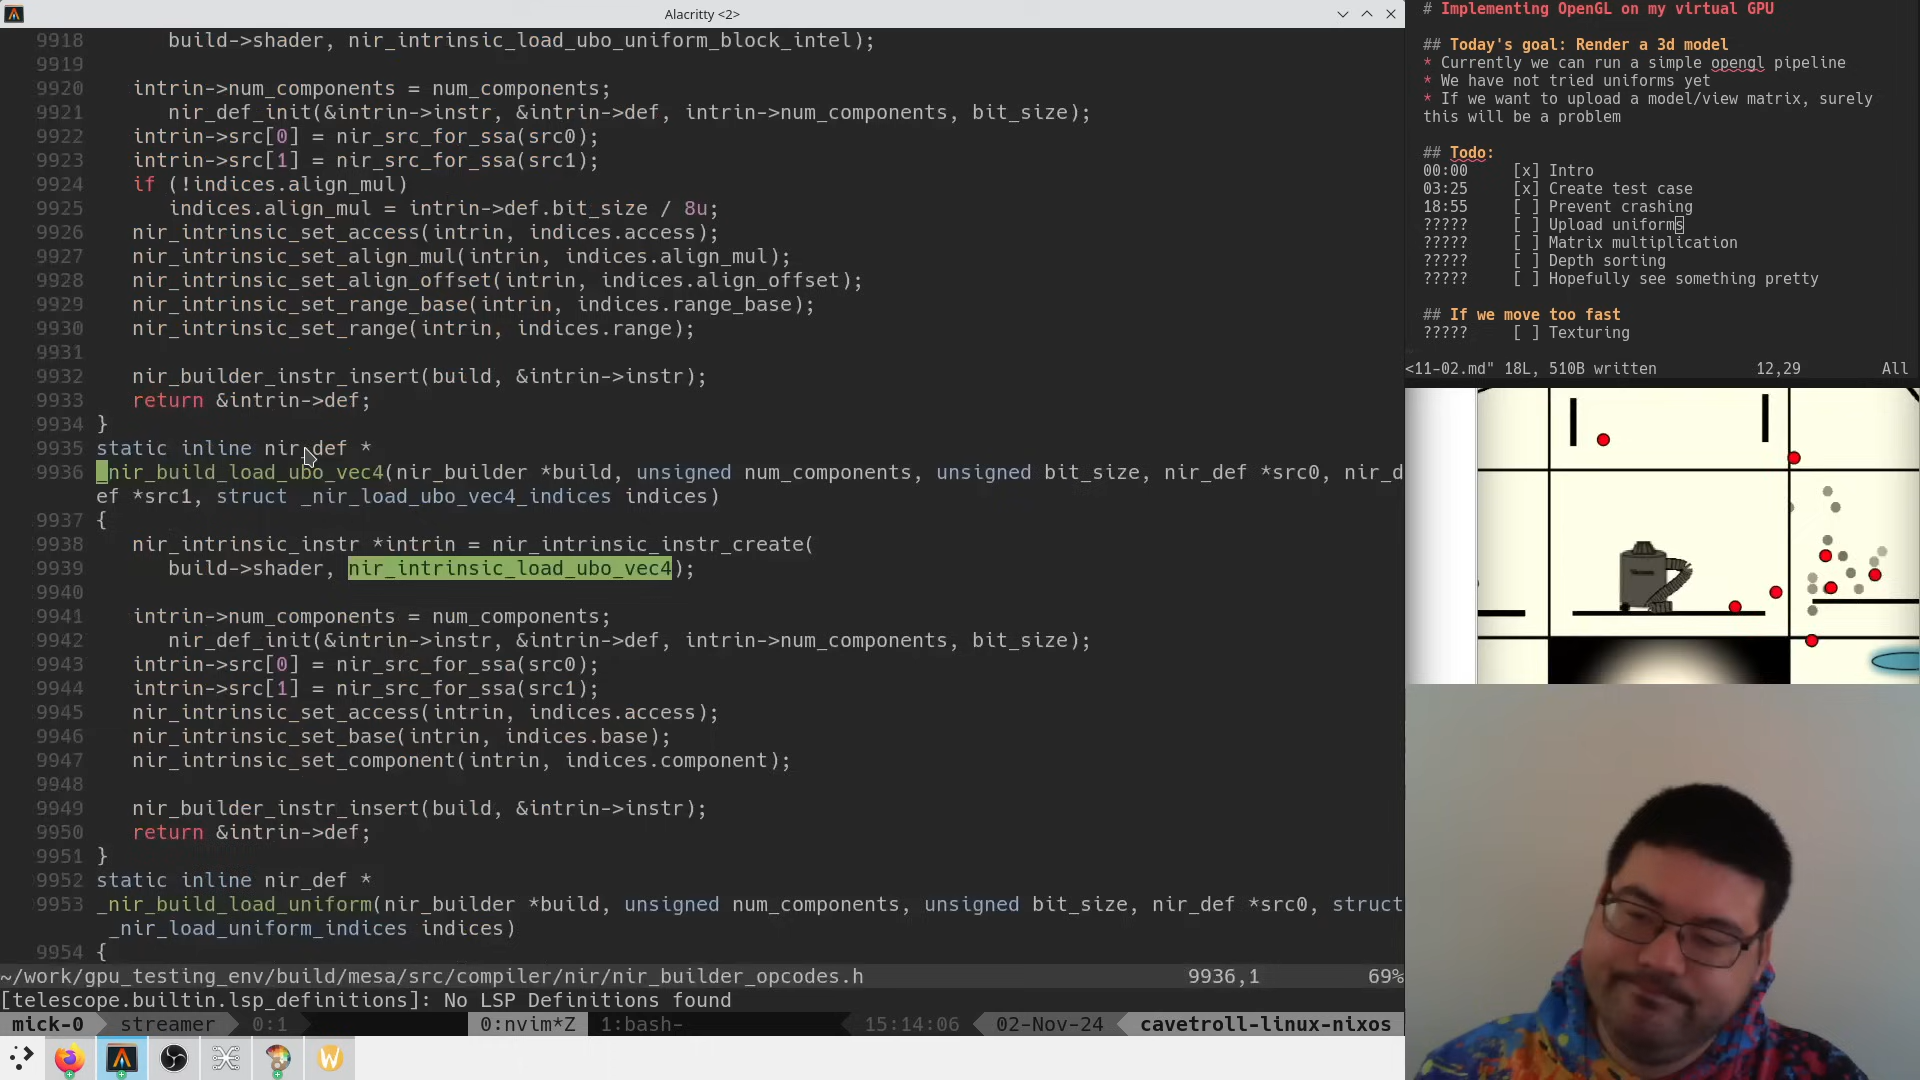 Alacritty <2>
9918 build->shader, nir_intrinsic_load_ubo_uniform_block_intel);
9919
9920 intrin->num_components = num_components;
9921 nir_def_init(&intrin->instr, &intrin->def, intrin->num_components, bit_size);
9922 intrin->src[0] = nir_src_for_ssa(src0);
9923 intrin->src[1] = nir_src_for_ssa(src1);
9924 if (!indices.align_mul)
9925 indices.align_mul = intrin->def.bit_size / 8u;
9926 nir_intrinsic_set_access(intrin, indices.access);
9927 nir_intrinsic_set_align_mul(intrin, indices.align_mul);
9928 nir_intrinsic_set_align_offset(intrin, indices.align_offset);
9929 nir_intrinsic_set_range_base(intrin, indices.range_base);
9930 nir_intrinsic_set_range(intrin, indices.range);
9931
9932 nir_builder_instr_insert(build, &intrin->instr);
9933 return &intrin->def;
9934 }
9935 static inline nir_def *
9936 _nir_build_load_ubo_vec4(nir_builder *build, unsigned num_components, unsigned bit_size, nir_def *src0, nir_d
ef *src1, struct _nir_load_ubo_vec4_indices indices)
9937 {
9938 nir_intrinsic_instr *intrin = nir_intrinsic_instr_create(
9939 build->shader, nir_intrinsic_load_ubo_vec4);
9940
9941 intrin->num_components = num_components;
9942 nir_def_init(&intrin->instr, &intrin->def, intrin->num_components, bit_size);
9943 intrin->src[0] = nir_src_for_ssa(src0);
9944 intrin->src[1] = nir_src_for_ssa(src1);
9945 nir_intrinsic_set_access(intrin, indices.access);
9946 nir_intrinsic_set_base(intrin, indices.base);
9947 nir_intrinsic_set_component(intrin, indices.component);
9948
9949 nir_builder_instr_insert(build, &intrin->instr);
9950 return &intrin->def;
9951 }
9952 static inline nir_def *
9953 _nir_build_load_uniform(nir_builder *build, unsigned num_components, unsigned bit_size, nir_def *src0, struct
_nir_load_uniform_indices indices)
9954 {
~/work/gpu_testing_env/build/mesa/src/compiler/nir/nir_builder_opcodes.h 9936,1 69%
[telescope.builtin.lsp_definitions]: No LSP Definitions found
mick-0 streamer 0:1 0:nvim*Z 1:bash- 15:14:06 02-Nov-24 cavetroll-linux-nixos
# Implementing OpenGL on my virtual GPU
## Today's goal: Render a 3d model
* Currently we can run a simple opengl pipeline
* We have not tried uniforms yet
* If we want to upload a model/view matrix, surely
this will be a problem
## Todo:
00:00 [x] Intro
03:25 [x] Create test case
18:55 [ ] Prevent crashing
????? [ ] Upload uniforms
????? [ ] Matrix multiplication
????? [ ] Depth sorting
????? [ ] Hopefully see something pretty
## If we move too fast
????? [ ] Texturing
<11-02.md" 18L, 510B written 12,29 All